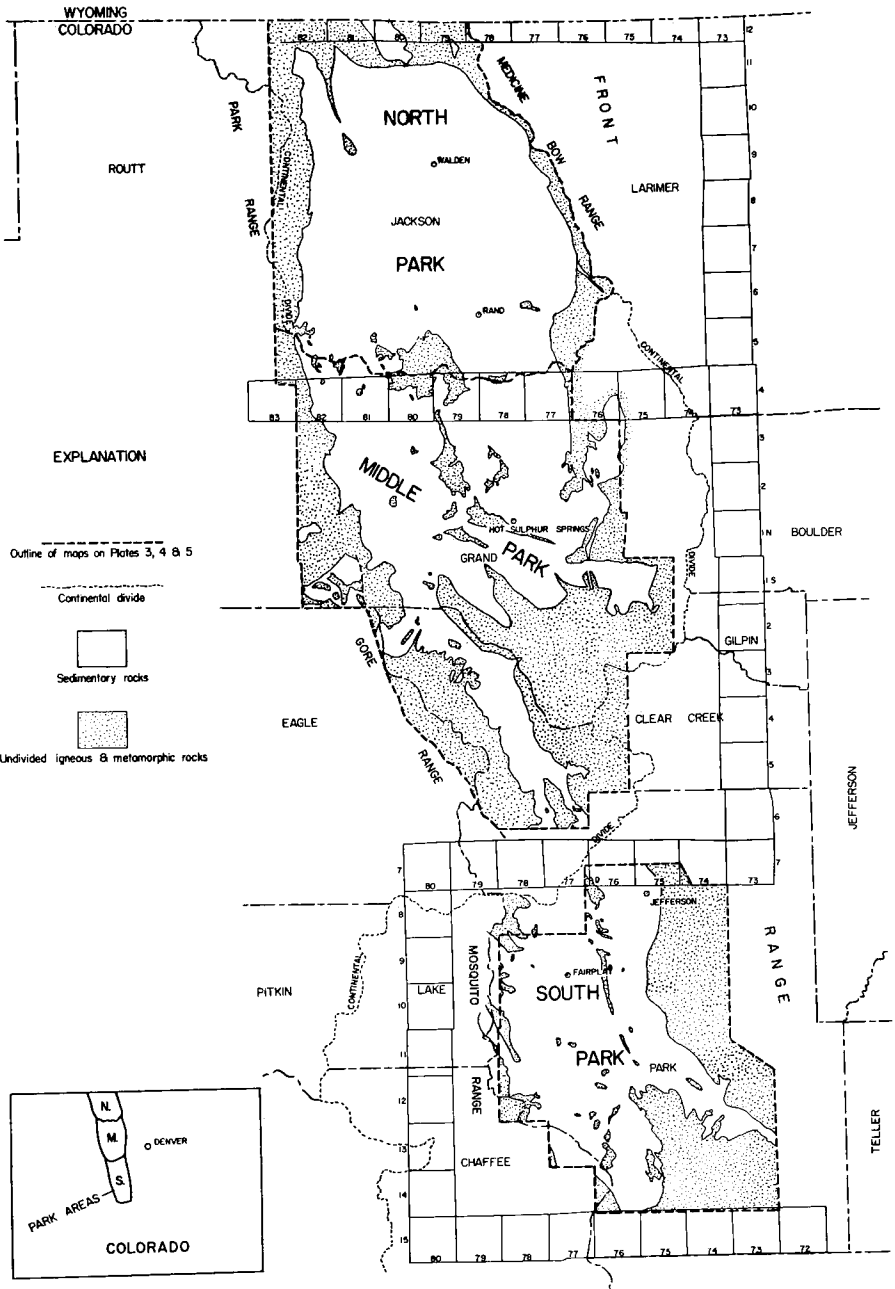 WYOMING
COLORADO
82 81 80 79 78 77 76 75 74 73
12
11
10
9
8
7
6
5
4
3
2
1N
1S
2
3
4
5
6
7
PARK
RANGE
CONTINENTAL
DIVIDE
MEDICINE
BOW
RANGE
FRONT
NORTH
WALDEN
ROUTT
LARIMER
JACKSON
PARK
RAND
CONTINENTAL
DIVIDE
83 82 81 80 79 78 77 76 75 74 73
EXPLANATION
Outline of maps on Plates 3, 4 & 5
Continental divide
Sedimentary rocks
Undivided igneous & metamorphic rocks
MIDDLE
HOT SULPHUR SPRINGS
GRAND
PARK
BOULDER
GILPIN
GORE
RANGE
EAGLE
CLEAR CREEK
JEFFERSON
DIVIDE
80 79 78 77 76 75 74 73
7
8
9
10
11
12
13
14
15
JEFFERSON
RANGE
CONTINENTAL
MOSQUITO
RANGE
FAIRPLAY
PITKIN
LAKE
SOUTH
PARK
PARK
TELLER
CHAFFEE
80 79 78 77 76 75 74 73 72
N.
M.
S.
DENVER
PARK AREAS
COLORADO